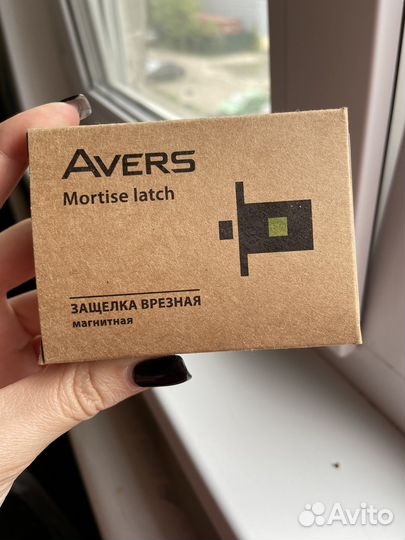 AVERS
Mortise latch
ЗАЩЕЛКА ВРЕЗНАЯ
магнитная
Avito